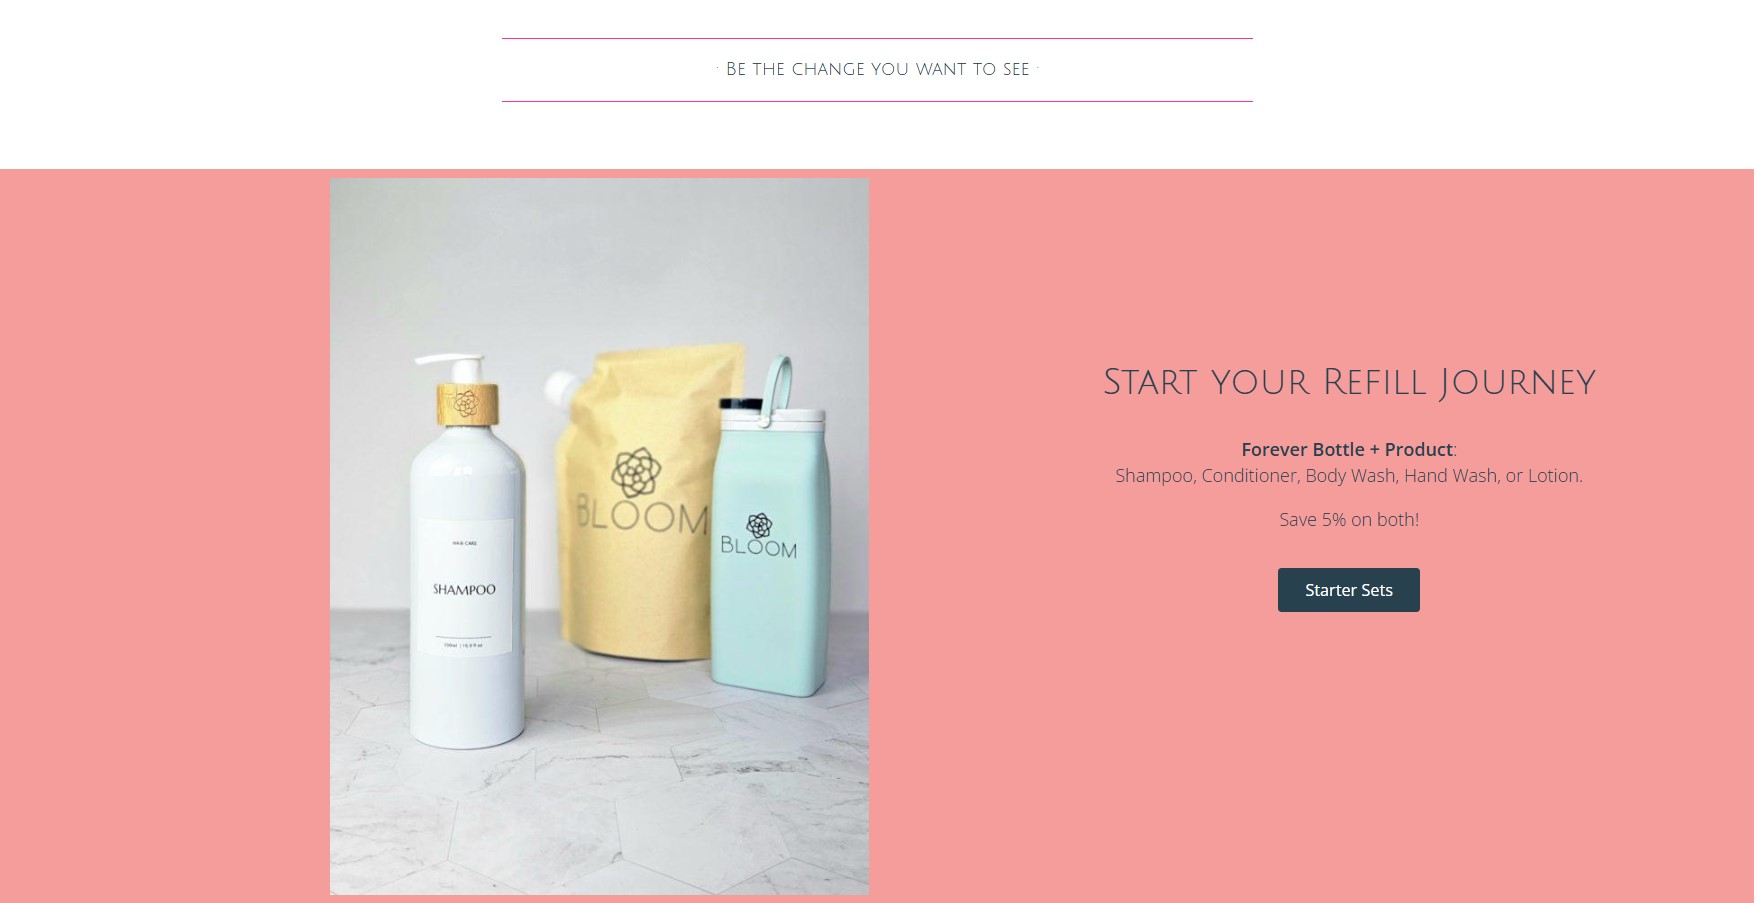 · Be the change you want to see ·
Start your Refill Journey
Forever Bottle + Product:
Shampoo, Conditioner, Body Wash, Hand Wash, or Lotion.
Save 5% on both!
Starter Sets
BLOOM
BLOOM
HAIR CARE
SHAMPOO
500ml | 16.9 fl oz